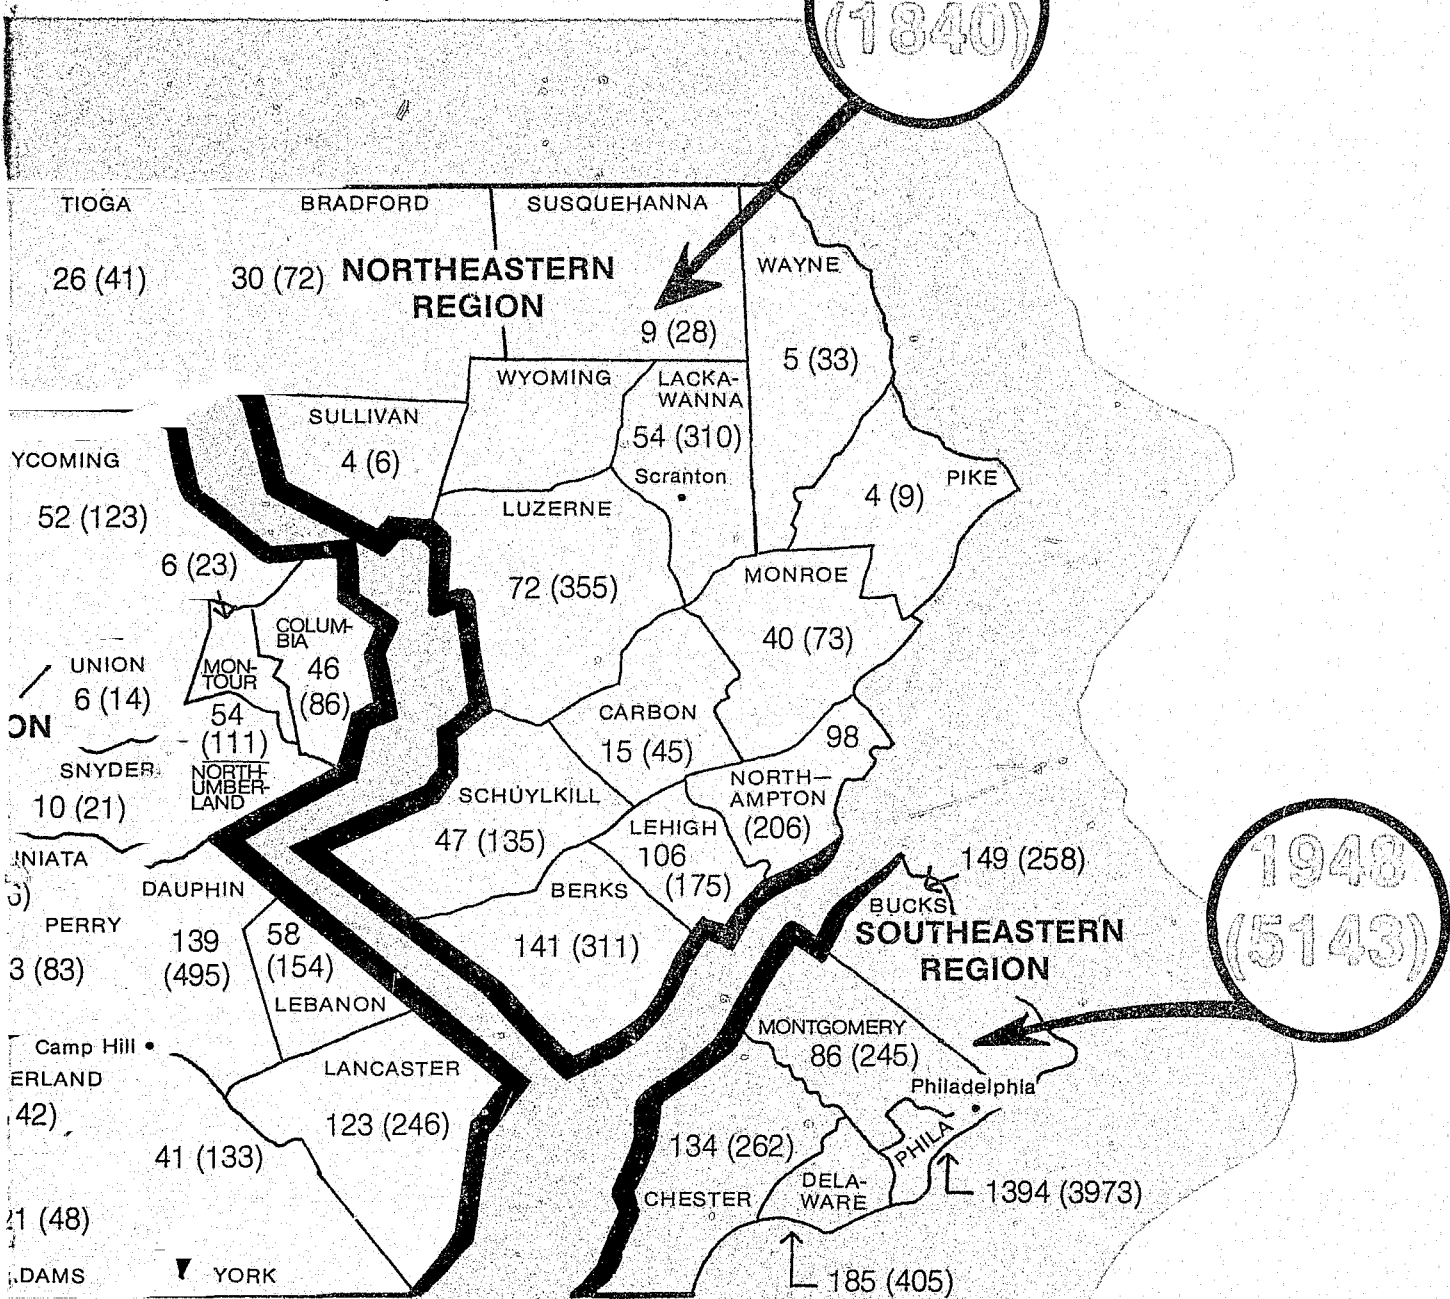 (1840)
TIOGA
26 (41)
BRADFORD
30 (72)
SUSQUEHANNA
9 (28)
NORTHEASTERN
REGION
WAYNE
5 (33)
WYOMING
LACKA-
WANNA
54 (310)
Scranton
SULLIVAN
4 (6)
PIKE
4 (9)
YCOMING
52 (123)
LUZERNE
72 (355)
6 (23)
MONROE
40 (73)
COLUM-
BIA
46
(86)
MON-
TOUR
UNION
6 (14)
ON
54
(111)
NORTH-
UMBER-
LAND
SNYDER
10 (21)
CARBON
15 (45)
98
NORTH-
AMPTON
(206)
SCHUYLKILL
47 (135)
LEHIGH
106
(175)
1948
(5143)
149 (258)
BUCKS
SOUTHEASTERN
REGION
INIATA
DAUPHIN
139
(495)
PERRY
3 (83)
58
(154)
LEBANON
BERKS
141 (311)
MONTGOMERY
86 (245)
Philadelphia
Camp Hill
ERLAND
42)
LANCASTER
123 (246)
41 (133)
134 (262)
CHESTER
DELA-
WARE
PHILA
1394 (3973)
185 (405)
1 (48)
DAMS
YORK